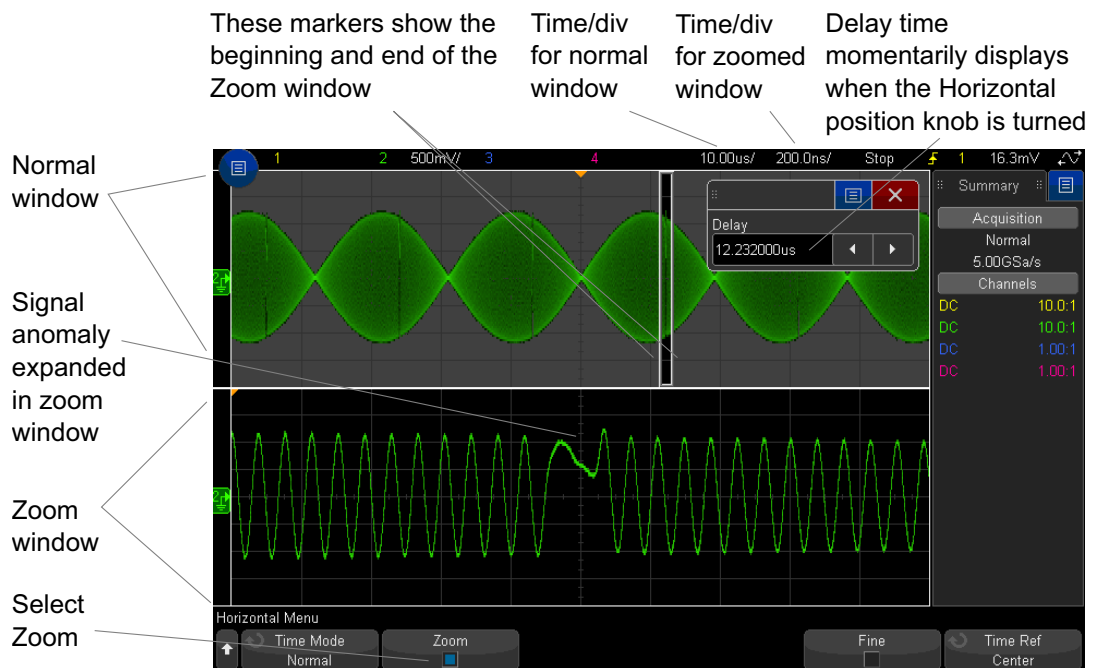 These markers show the
beginning and end of the
Zoom window
Time/div
for normal
window
Time/div
for zoomed
window
Delay time
momentarily displays
when the Horizontal
position knob is turned
Normal
window
Signal
anomaly
expanded
in zoom
window
Zoom
window
Select
Zoom
1 2 500mV// 3 4 10.00us/ 200.0ns/ Stop 1 16.3mV
Delay
12.232000us
Summary
Acquisition
Normal
5.00GSa/s
Channels
DC 10.0:1
DC 10.0:1
DC 1.00:1
DC 1.00:1
2
2
Horizontal Menu
Time Mode
Normal
Zoom
Fine
Time Ref
Center